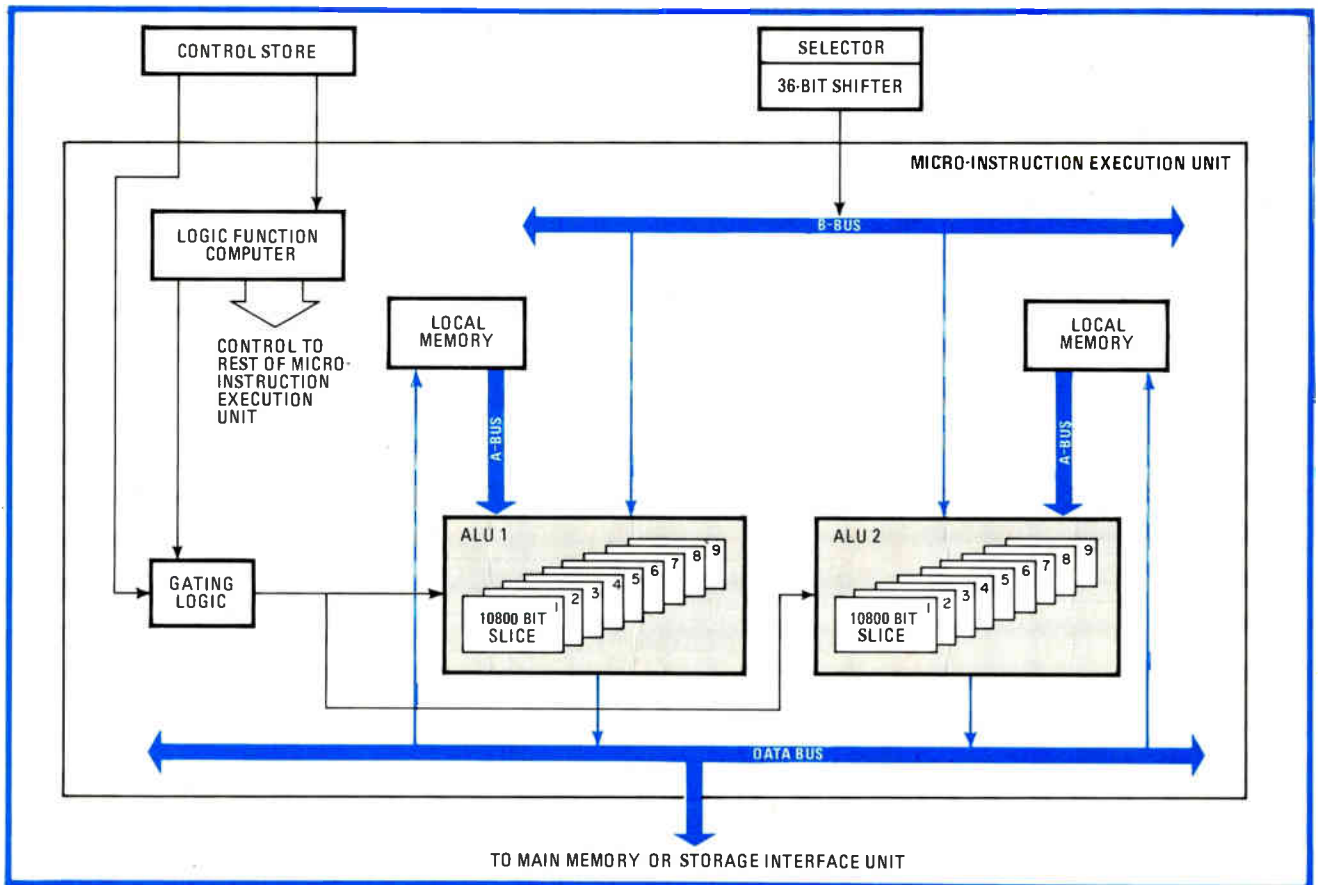 CONTROL STORE
SELECTOR
36-BIT SHIFTER
MICRO-INSTRUCTION EXECUTION UNIT
B-BUS
LOGIC FUNCTION
COMPUTER
CONTROL TO
REST OF MICRO-
INSTRUCTION
EXECUTION
UNIT
LOCAL
MEMORY
LOCAL
MEMORY
A-BUS
A-BUS
GATING
LOGIC
ALU 1
10800 BIT
SLICE
1
2
3
4
5
6
7
8
9
ALU 2
10800 BIT
SLICE
1
2
3
4
5
6
7
8
9
DATA BUS
TO MAIN MEMORY OR STORAGE INTERFACE UNIT